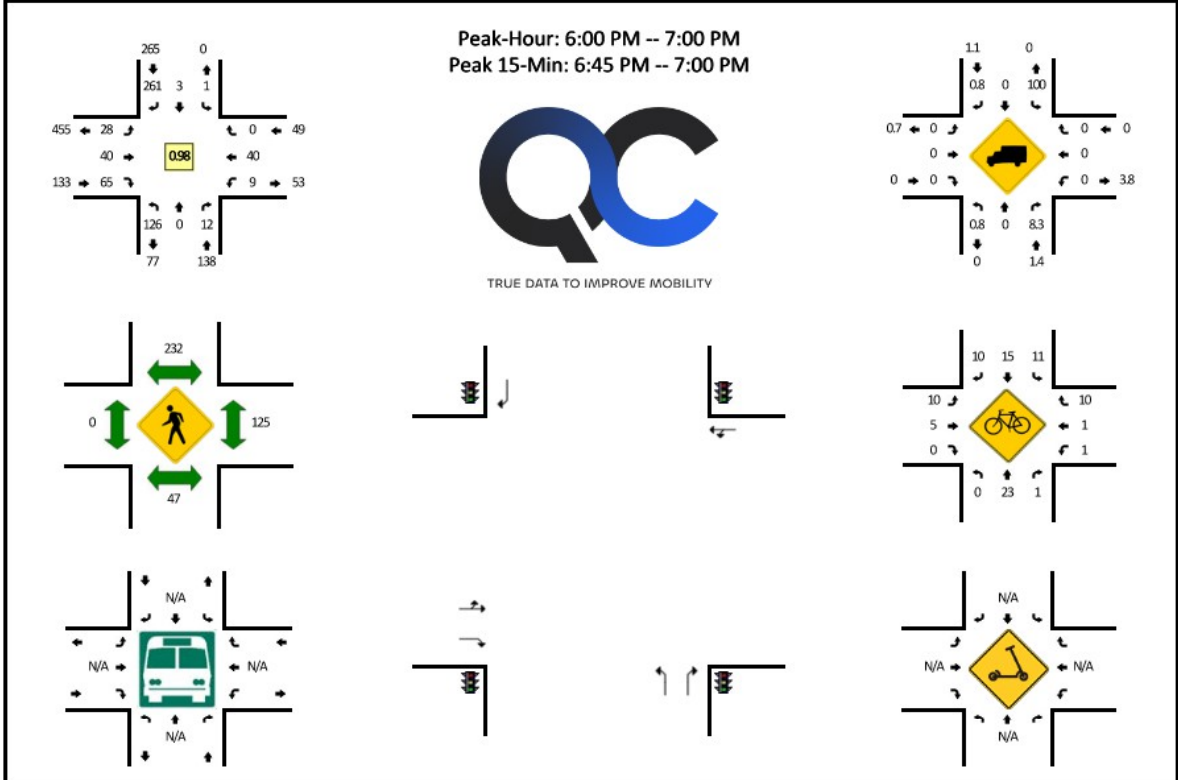 Peak-Hour: 6:00 PM -- 7:00 PM
Peak 15-Min: 6:45 PM -- 7:00 PM
265 0
261 3 1
455 28 0 49
40 0.98 40
133 65 9 53
126 0 12
77 138
QC
TRUE DATA TO IMPROVE MOBILITY
1.1 0
0.8 0 100
0.7 0 0 0
0 0
0 0 0 3.8
0.8 0 8.3
0 1.4
232
0 125
47
10 15 11
10 10
5 1
0 1
0 23 1
N/A
N/A N/A
N/A
N/A
N/A N/A
N/A